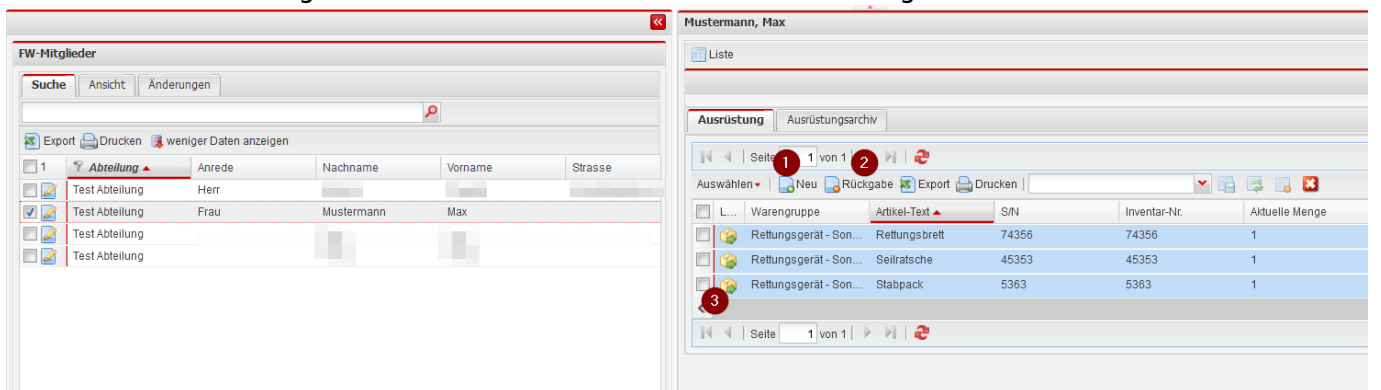 Mustermann, Max
FW-Mitglieder
Liste
Suche Ansicht Änderungen
Ausrüstung Ausrüstungsarchiv
Export Drucken weniger Daten anzeigen
Seite 1 von 1
1 2
Auswählen Neu Rückgabe Export Drucken
1 Abteilung Anrede Nachname Vorname Strasse
L... Warengruppe Artikel-Text S/N Inventar-Nr. Aktuelle Menge
Test Abteilung Herr
Test Abteilung Frau Mustermann Max
Test Abteilung
Test Abteilung
Rettungsgerät - Son... Rettungsbrett 74356 74356 1
Rettungsgerät - Son... Seilratsche 45353 45353 1
Rettungsgerät - Son... Stabpack 5363 5363 1
3
Seite 1 von 1